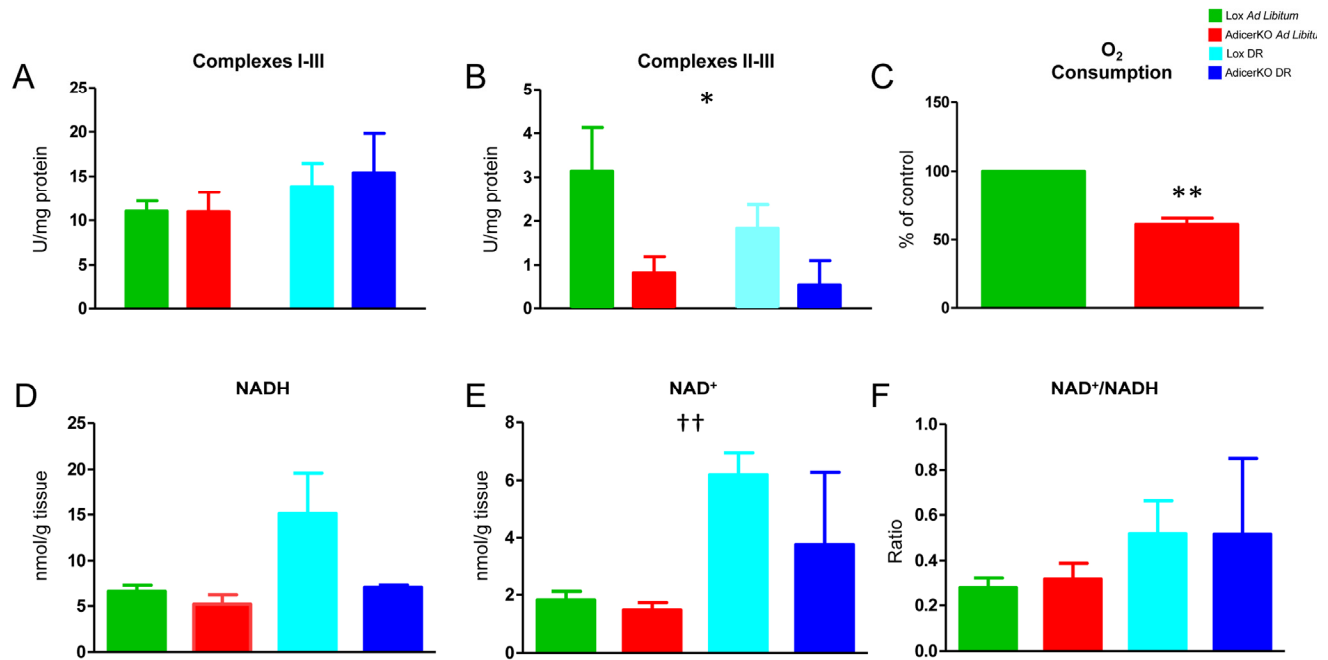 Lox Ad Libitum
AdicerKO Ad Libitu
Lox DR
AdicerKO DR
A
Complexes I-III
U/mg protein
25
20
15
10
5
0
B
Complexes II-III
*
U/mg protein
5
4
3
2
1
0
C
O2
Consumption
**
% of control
150
100
50
0
D
NADH
nmol/g tissue
25
20
15
10
5
0
E
NAD+
††
nmol/g tissue
8
6
4
2
0
F
NAD+/NADH
Ratio
1.0
0.8
0.6
0.4
0.2
0.0